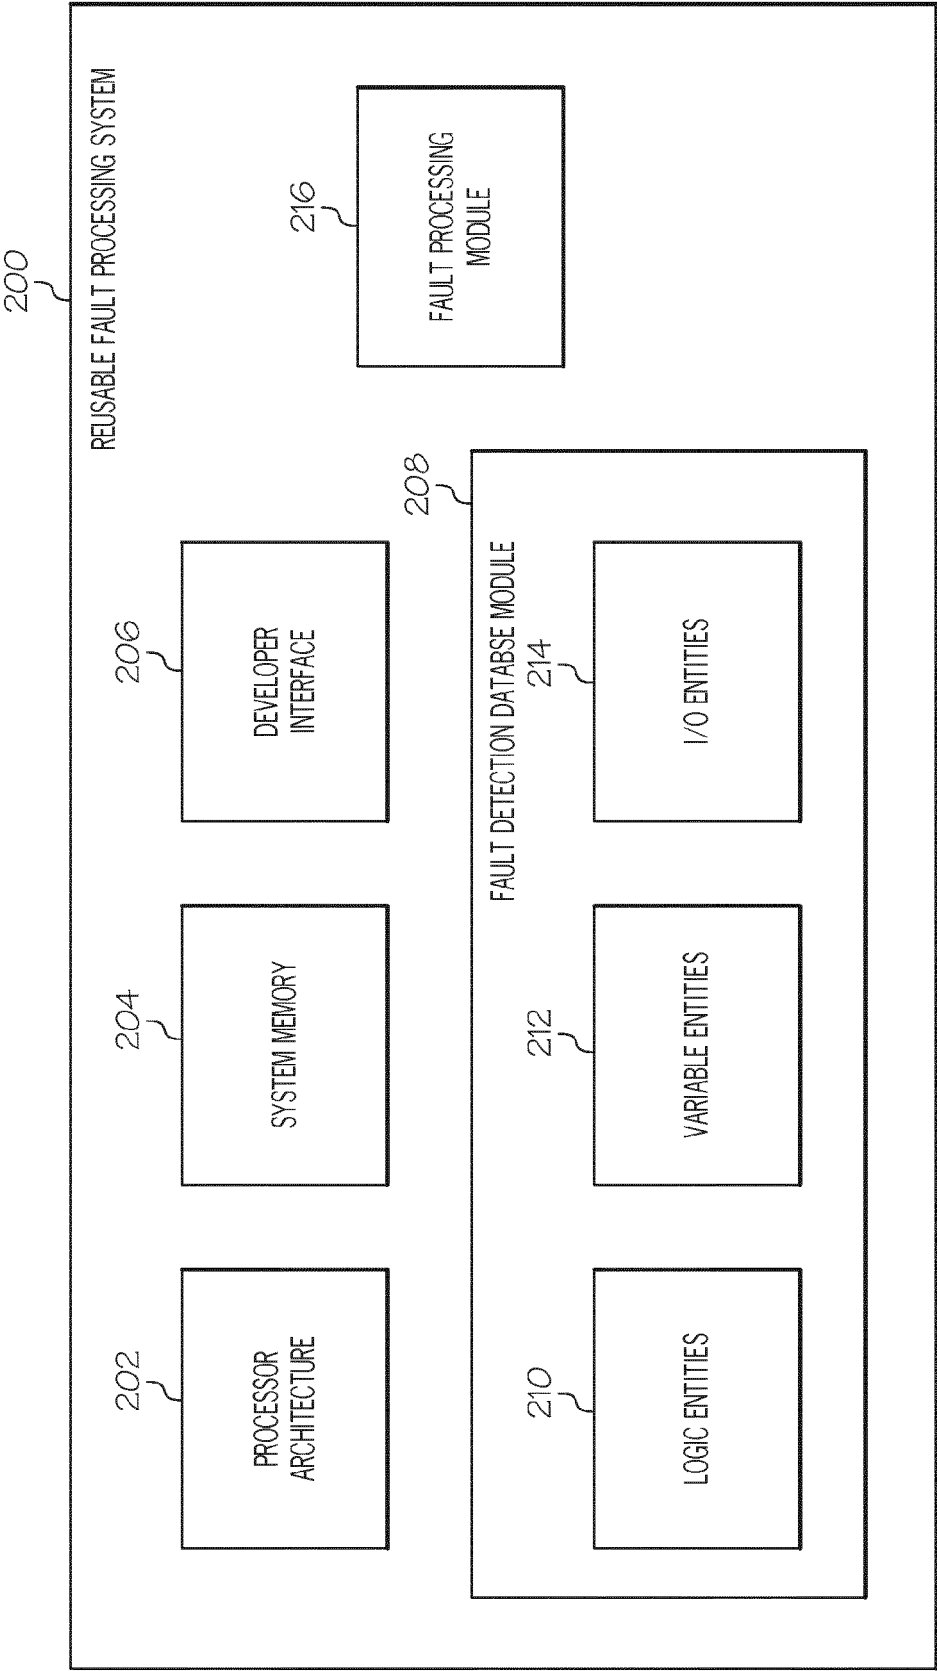 200
REUSABLE FAULT PROCESSING SYSTEM
202
PROCESSOR
ARCHITECTURE
204
SYSTEM MEMORY
206
DEVELOPER
INTERFACE
216
FAULT PROCESSING
MODULE
208
FAULT DETECTION DATABSE MODULE
210
LOGIC ENTITIES
212
VARIABLE ENTITIES
214
I/O ENTITIES